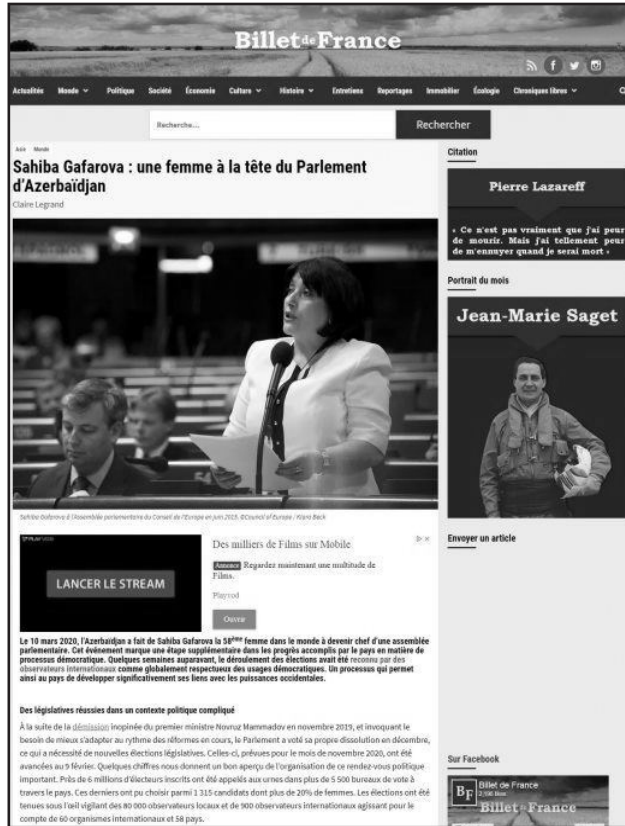 Billet de France
Actualités Monde Politique Société Économie Culture Histoire Entretiens Reportages Immobilier Écologie Chroniques libres
Recherche... Rechercher
Asie Monde
Sahiba Gafarova : une femme à la tête du Parlement
d’Azerbaïdjan
Claire Legrand
Sahiba Gafarova à l'Assemblée parlementaire du Conseil de l'Europe en juin 2015. ©Council of Europe / Klara Beck
LANCER LE STREAM
Des milliers de Films sur Mobile
Annonce Regardez maintenant une multitude de
Films.
Playvod
Ouvrir
Le 10 mars 2020, l’Azerbaïdjan a fait de Sahiba Gafarova la 58ème femme dans le monde à devenir chef d’une assemblée
parlementaire. Cet événement marque une étape supplémentaire dans les progrès accomplis par le pays en matière de
processus démocratique. Quelques semaines auparavant, le déroulement des élections avait été reconnu par des
observateurs internationaux comme globalement respectueux des usages démocratiques. Un processus qui permet
ainsi au pays de développer significativement ses liens avec les puissances occidentales.
Des législatives réussies dans un contexte politique compliqué
À la suite de la démission inopinée du premier ministre Novruz Mammadov en novembre 2019, et invoquant le
besoin de mieux s’adapter au rythme des réformes en cours, le Parlement a voté sa propre dissolution en décembre,
ce qui a nécessité de nouvelles élections législatives. Celles-ci, prévues pour le mois de novembre 2020, ont été
avancées au 9 février. Quelques chiffres nous donnent un bon aperçu de l’organisation de ce rendez-vous politique
important. Près de 6 millions d’électeurs inscrits ont été appelés aux urnes dans plus de 5 500 bureaux de vote à
travers le pays. Ces derniers ont pu choisir parmi 1 315 candidats dont plus de 20% de femmes. Les élections ont été
tenues sous l’œil vigilant des 80 000 observateurs locaux et de 900 observateurs internationaux agissant pour le
compte de 60 organismes internationaux et 58 pays.
Citation
Pierre Lazareff
« Ce n'est pas vraiment que j'ai peur
de mourir. Mais j'ai tellement peur
de m'ennuyer quand je serai mort »
Portrait du mois
Jean-Marie Saget
Envoyer un article
Sur Facebook
BF Billet de France
Billet de France